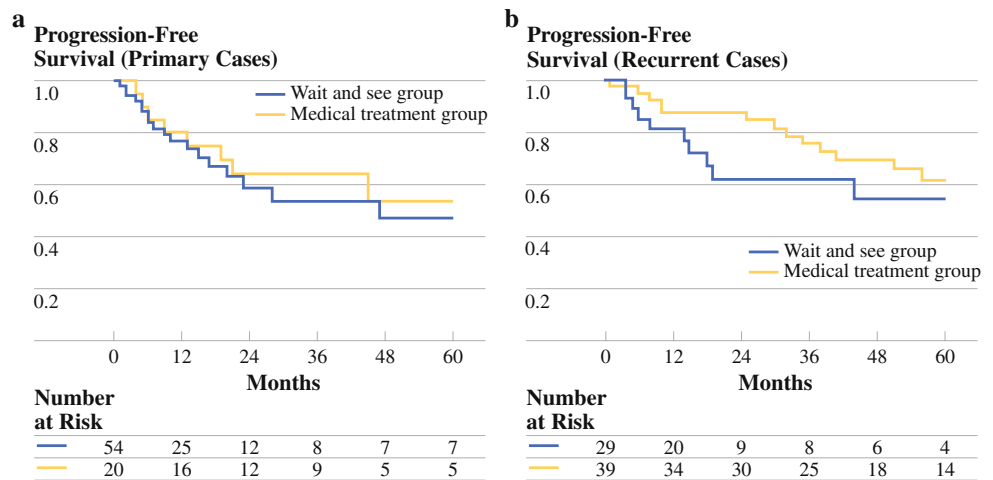 a
Progression-Free
Survival (Primary Cases)
1.0
Wait and see group
Medical treatment group
0.8
0.6
0.4
0.2
0 12 24 36 48 60
Months
Number
at Risk
54 25 12 8 7 7
20 16 12 9 5 5
b
Progression-Free
Survival (Recurrent Cases)
1.0
0.8
0.6
0.4
Wait and see group
Medical treatment group
0.2
0 12 24 36 48 60
Months
Number
at Risk
29 20 9 8 6 4
39 34 30 25 18 14